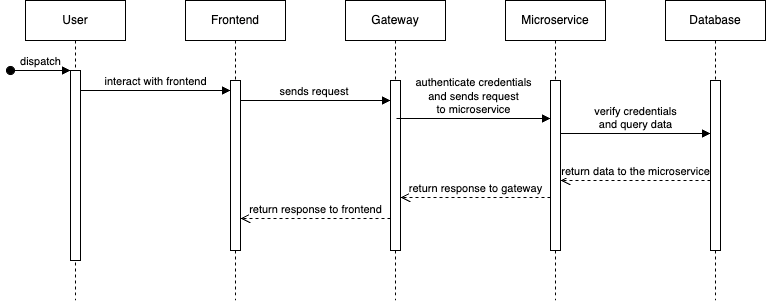 User
Frontend
Gateway
Microservice
Database
dispatch
interact with frontend
sends request
authenticate credentials
and sends request
to microservice
verify credentials
and query data
return data to the microservice
return response to gateway
return response to frontend